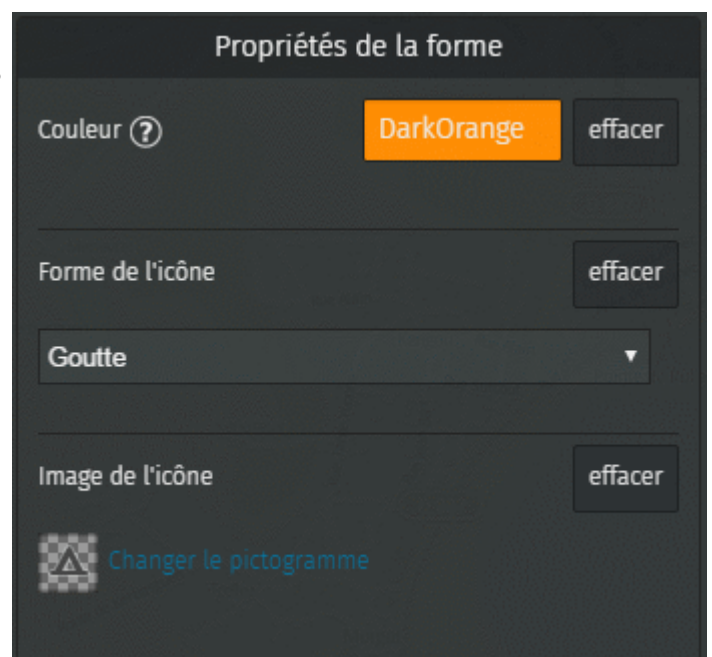 Propriétés de la forme
Couleur ? DarkOrange effacer
Forme de l'icône effacer
Goutte
Image de l'icône effacer
Changer le pictogramme